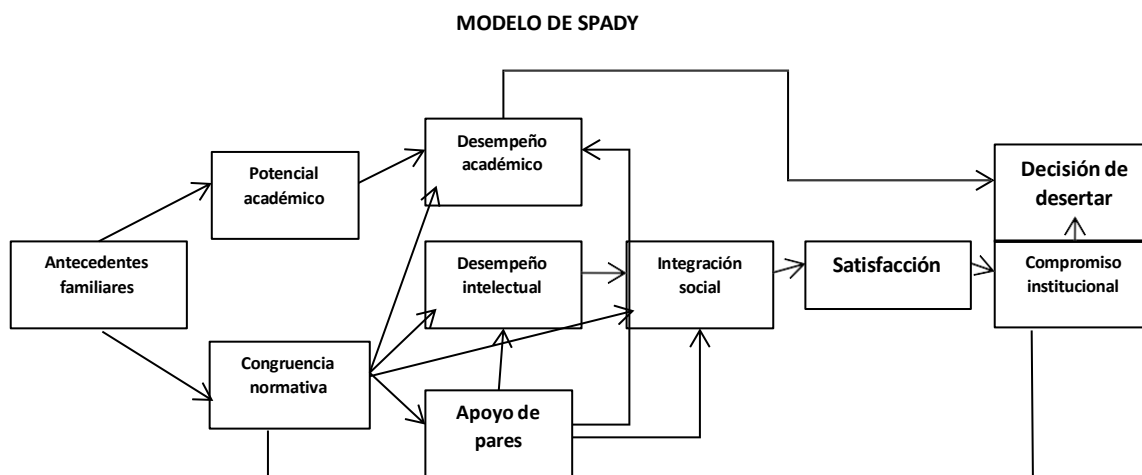 MODELO DE SPADY
Desempeño
académico
Potencial
académico
Decisión de
desertar
Antecedentes
familiares
Desempeño
intelectual
Integración
social
Satisfacción
Compromiso
institucional
Congruencia
normativa
Apoyo de
pares